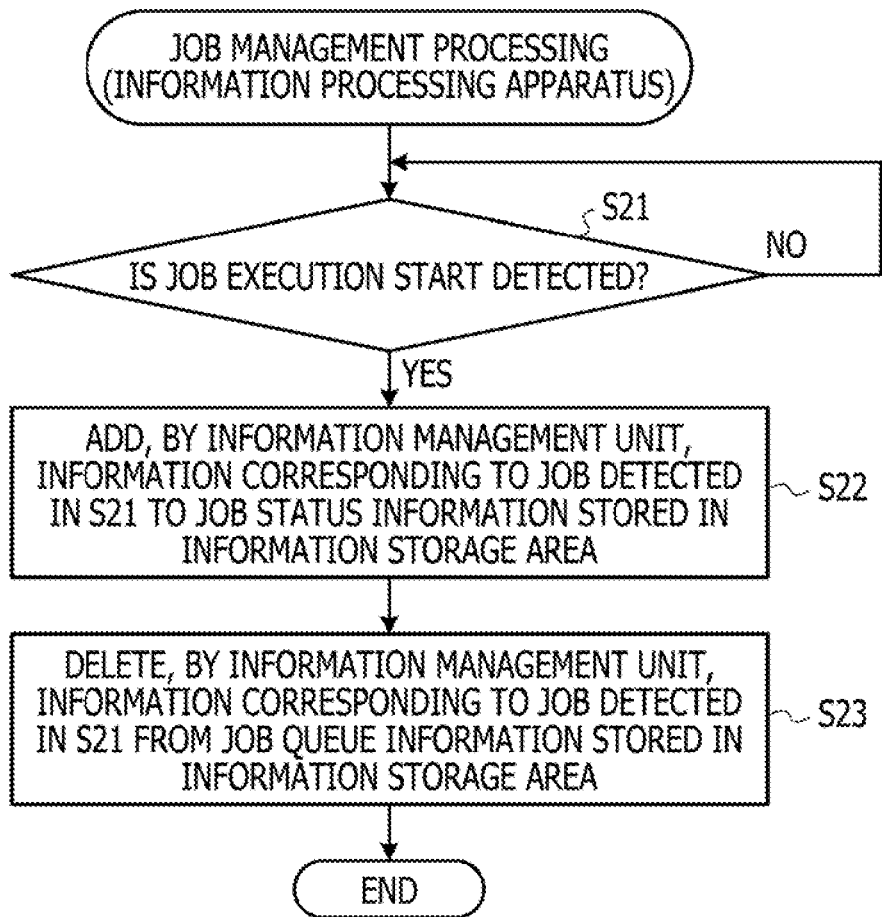 JOB MANAGEMENT PROCESSING
(INFORMATION PROCESSING APPARATUS)
S21
IS JOB EXECUTION START DETECTED?
NO
YES
ADD, BY INFORMATION MANAGEMENT UNIT,
INFORMATION CORRESPONDING TO JOB DETECTED
IN S21 TO JOB STATUS INFORMATION STORED IN
INFORMATION STORAGE AREA
S22
DELETE, BY INFORMATION MANAGEMENT UNIT,
INFORMATION CORRESPONDING TO JOB DETECTED
IN S21 FROM JOB QUEUE INFORMATION STORED IN
INFORMATION STORAGE AREA
S23
END